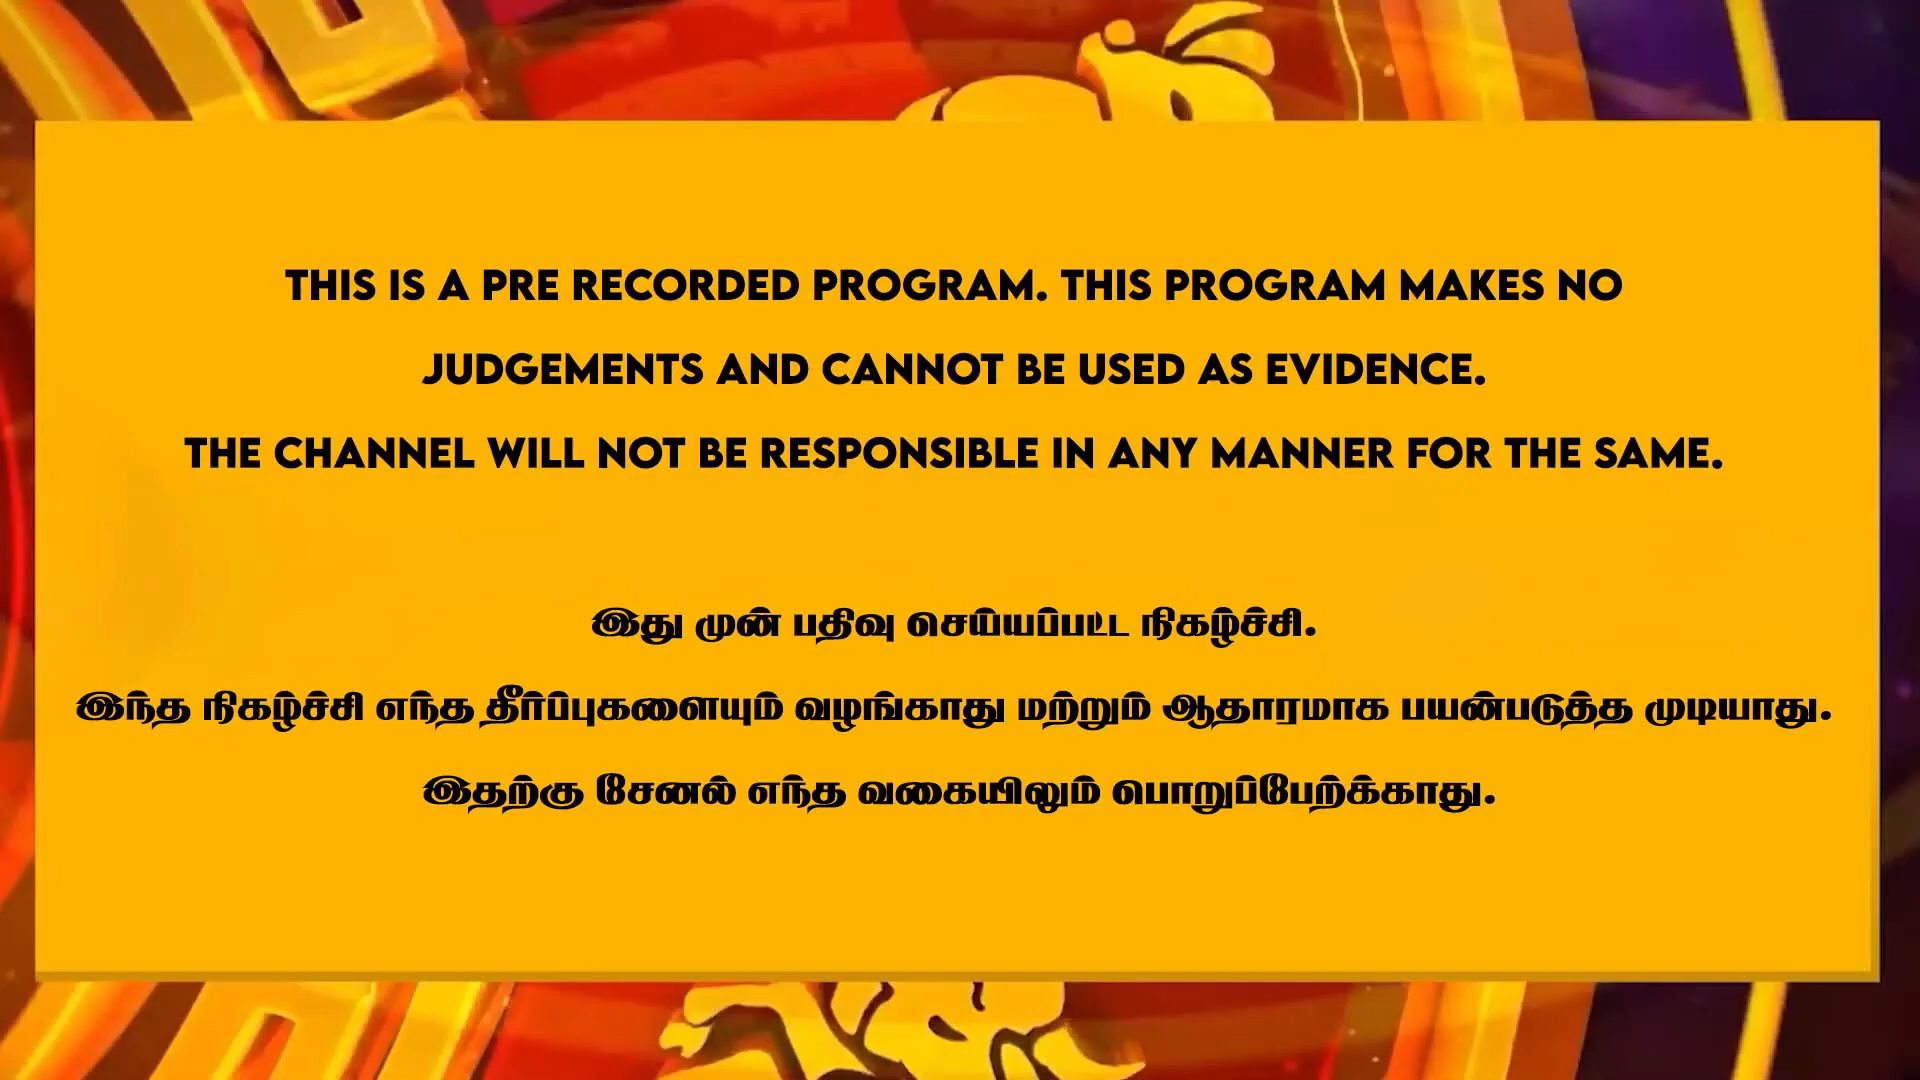 THIS IS A PRE RECORDED PROGRAM. THIS PROGRAM MAKES NO
JUDGEMENTS AND CANNOT BE USED AS EVIDENCE.
THE CHANNEL WILL NOT BE RESPONSIBLE IN ANY MANNER FOR THE SAME.
இது முன் பதிவு செய்யப்பட்ட நிகழ்ச்சி.
இந்த நிகழ்ச்சி எந்த தீர்ப்புகளையும் வழங்காது மற்றும் ஆதாரமாக பயன்படுத்த முடியாது.
இதற்கு சேனல் எந்த வகையிலும் பொறுப்பேற்க்காது.